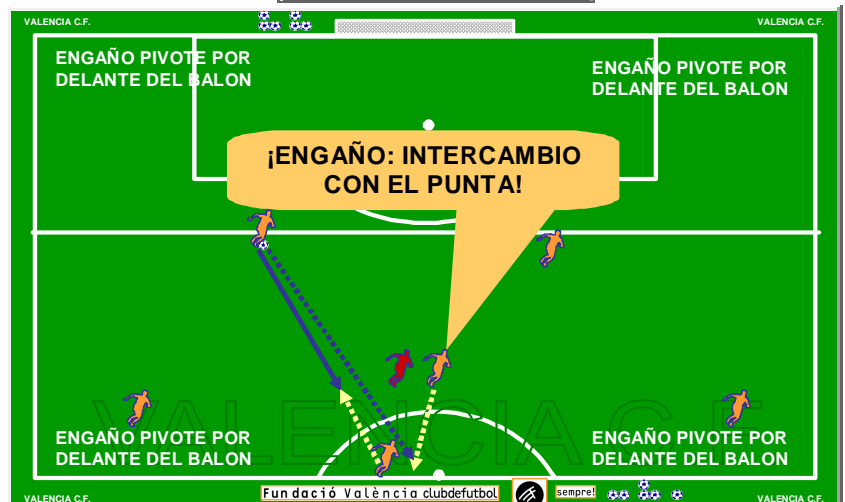 VALENCIA C.F.
VALENCIA C.F.
ENGAÑO PIVOTE POR
DELANTE DEL BALON
ENGAÑO PIVOTE POR
DELANTE DEL BALON
¡ENGAÑO: INTERCAMBIO
CON EL PUNTA!
VALENCIA C.F.
ENGAÑO PIVOTE POR
DELANTE DEL BALON
ENGAÑO PIVOTE POR
DELANTE DEL BALON
VALENCIA C.F.
Fundació València clubdefutbol
sempre!
VALENCIA C.F.